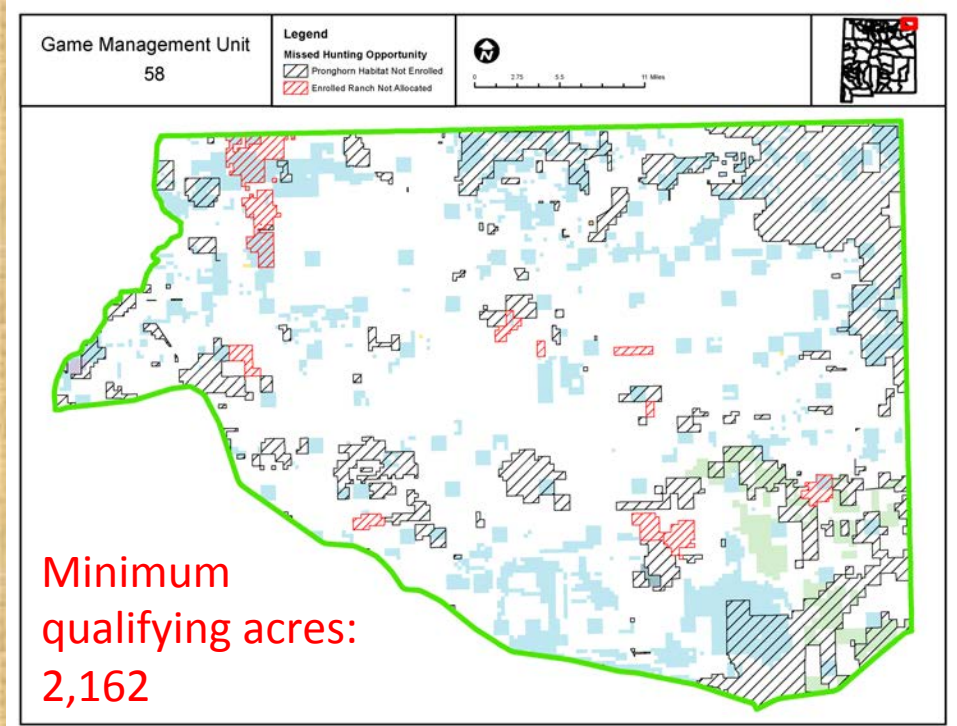 Game Management Unit
58
Legend
Missed Hunting Opportunity
Pronghorn Habitat Not Enrolled
Enrolled Ranch Not Allocated
N
0 2.75 5.5 11 Miles
Minimum
qualifying acres:
2,162